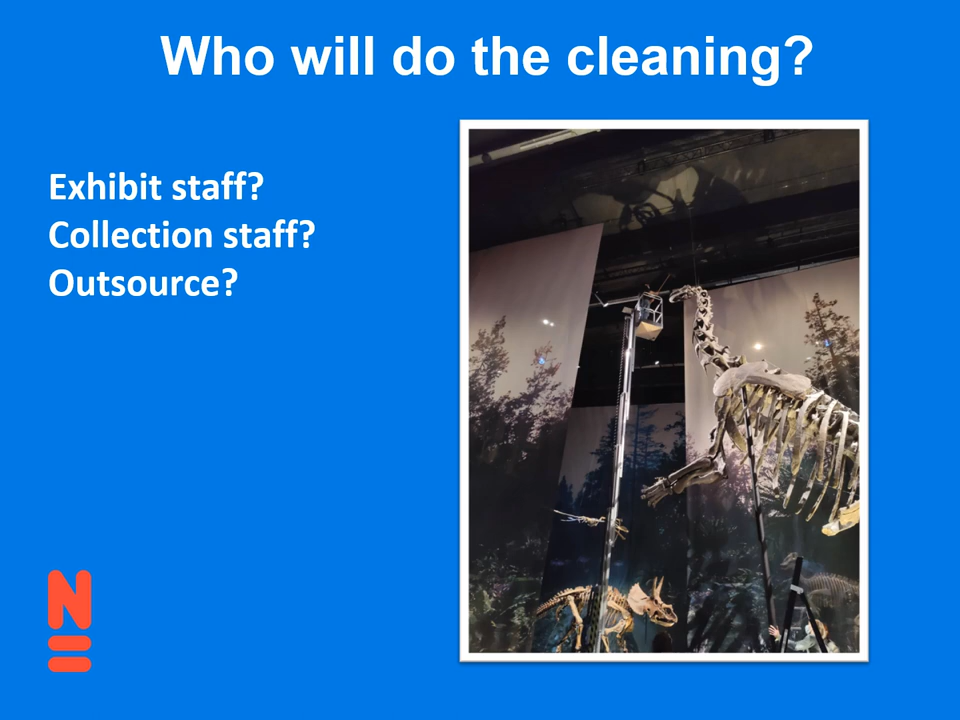 Who will do the cleaning?
Exhibit staff?
Collection staff?
Outsource?
N